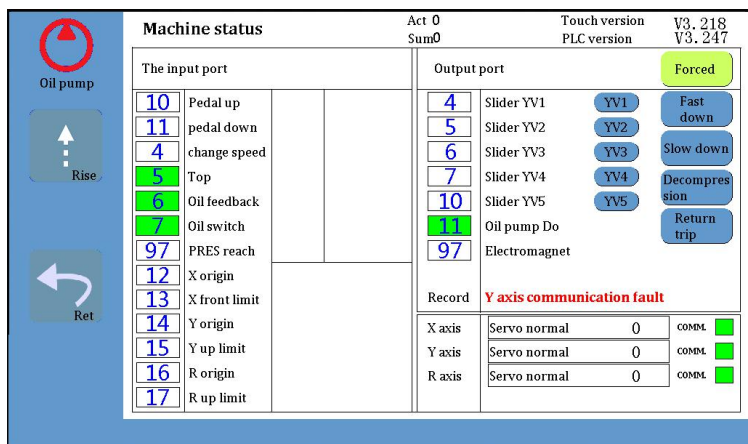 Machine status
Act 0
Sum0
Touch version V3.218
PLC version V3.247
Oil pump
Rise
Ret
The input port
10 Pedal up
11 pedal down
4 change speed
5 Top
6 Oil feedback
7 Oil switch
97 PRES reach
12 X origin
13 X front limit
14 Y origin
15 Y up limit
16 R origin
17 R up limit
Output port
Forced
4 Slider YV1 YV1
5 Slider YV2 YV2
6 Slider YV3 YV3
7 Slider YV4 YV4
10 Slider YV5 YV5
11 Oil pump Do
97 Electromagnet
Fast
down
Slow down
Decompres
sion
Return
trip
Record Y axis communication fault
X axis Servo normal 0 COMM.
Y axis Servo normal 0 COMM.
R axis Servo normal 0 COMM.